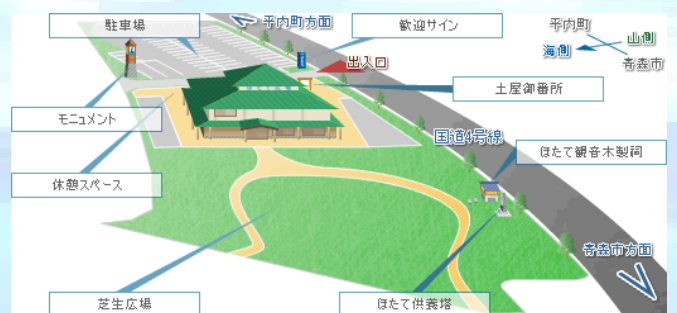 駐車場
平内町方面
歓迎サイン
平内町
山側
海側
青森市
出入口
土屋御番所
モニュメント
国道4号線
ほたて観音木製祠
休憩スペース
青森市方面
芝生広場
ほたて供養塔